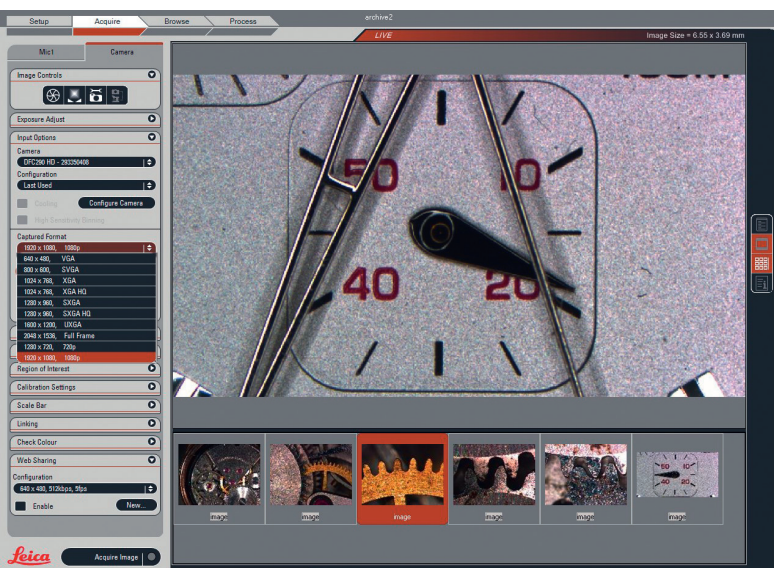 Setup Acquire Browse Process
archive2
LIVE Image Size = 6.55 x 3.69 mm
Mic1 Camera
Image Controls
Exposure Adjust
Input Options
Camera
DFC290 HD - 293350408
Configuration
Last Used
Cooling Configure Camera
High Sensitivity Binning
Captured Format
1920 x 1080, 1080p
640 x 480, VGA
800 x 600, SVGA
1024 x 768, XGA
1024 x 768, XGA HQ
1280 x 960, SXGA
1280 x 960, SXGA HQ
1600 x 1200, UXGA
2048 x 1536, Full Frame
1280 x 720, 720p
1920 x 1080, 1080p
Region of Interest
Calibration Settings
Scale Bar
Linking
Check Colour
Web Sharing
Configuration
640 x 480, 512kbps, 5fps
Enable New...
Leica Acquire Image
50 10
40 20
image image image image image image
50 10
40 20